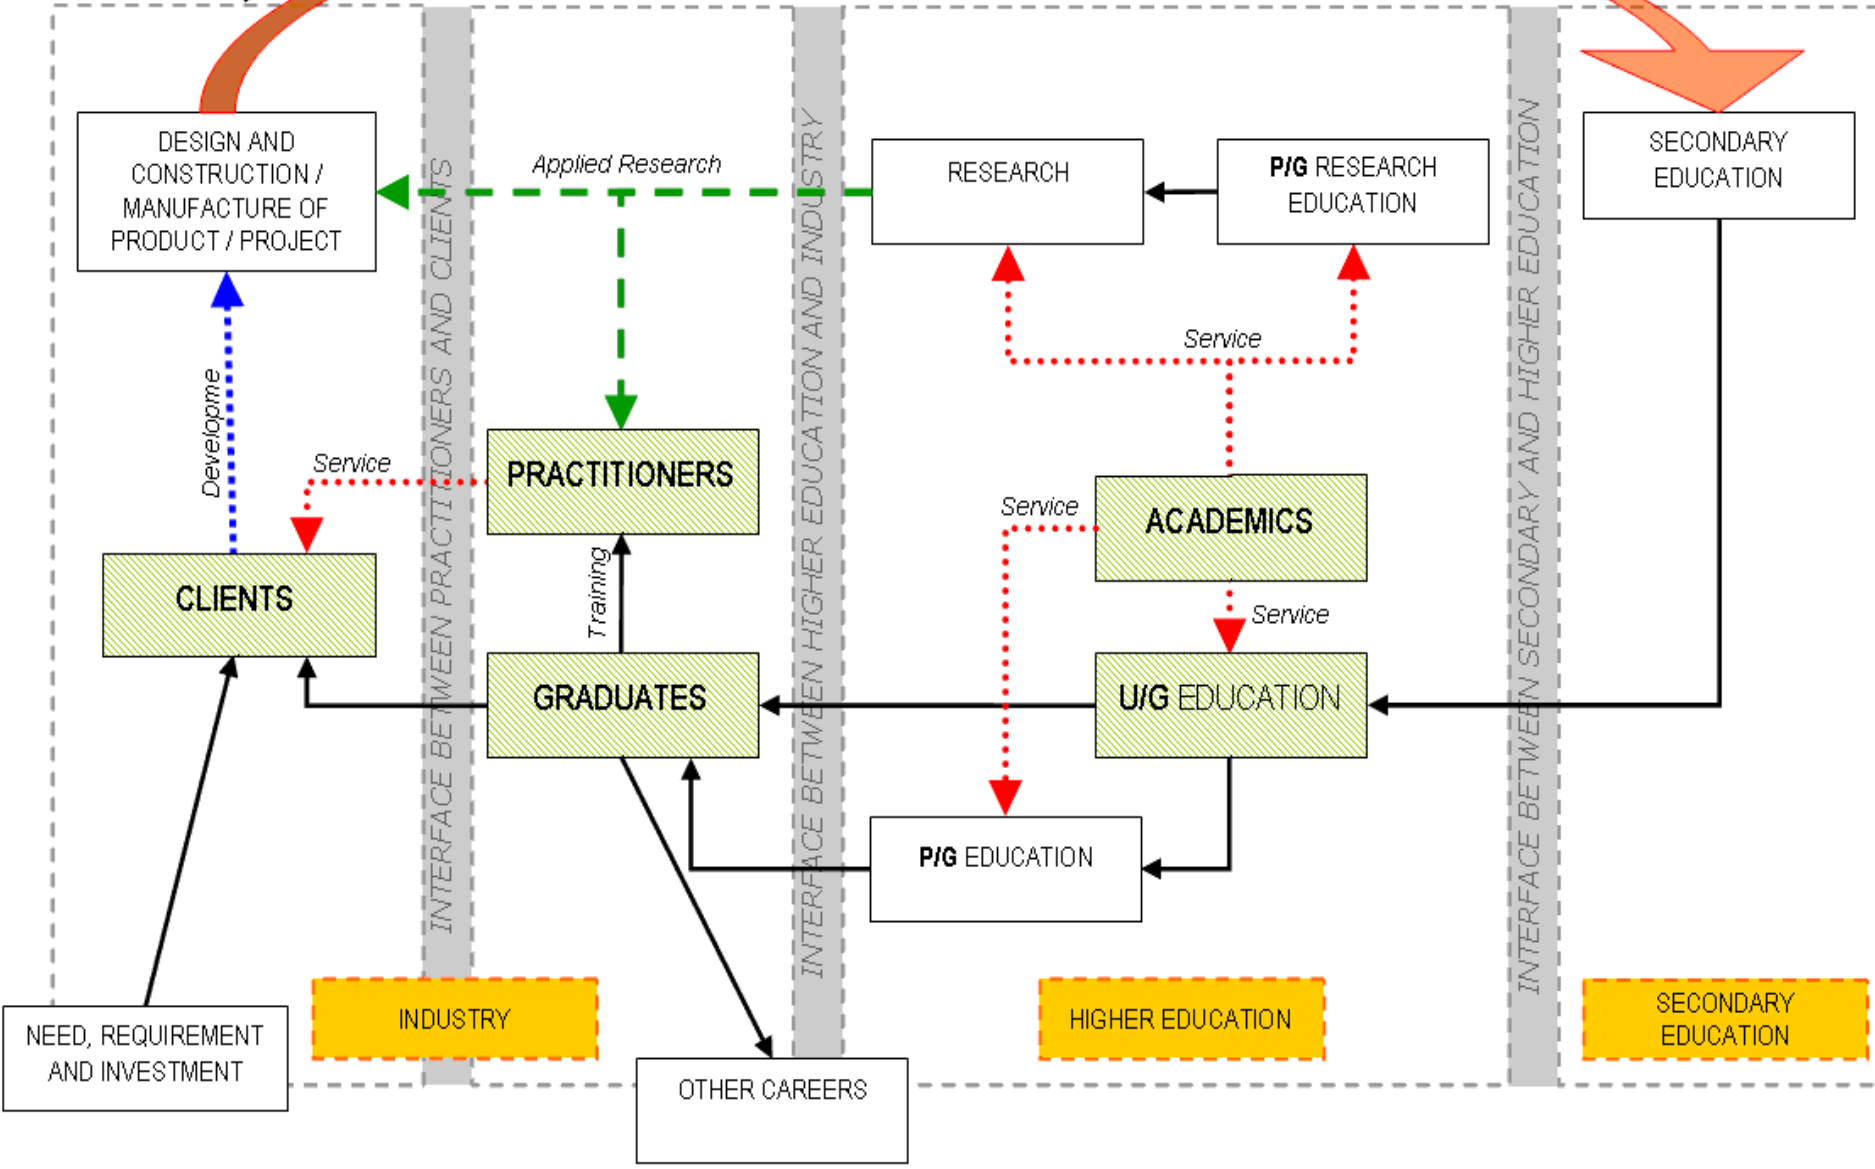 DESIGN AND
CONSTRUCTION /
MANUFACTURE OF
PRODUCT / PROJECT
Applied Research
RESEARCH
P/G RESEARCH
EDUCATION
SECONDARY
EDUCATION
INTERFACE BETWEEN PRACTITIONERS AND CLIENTS
INTERFACE BETWEEN HIGHER EDUCATION AND INDUSTRY
INTERFACE BETWEEN SECONDARY AND HIGHER EDUCATION
Service
Developme
Service
PRACTITIONERS
Service
ACADEMICS
CLIENTS
Training
Service
GRADUATES
U/G EDUCATION
P/G EDUCATION
NEED, REQUIREMENT
AND INVESTMENT
INDUSTRY
HIGHER EDUCATION
SECONDARY
EDUCATION
OTHER CAREERS